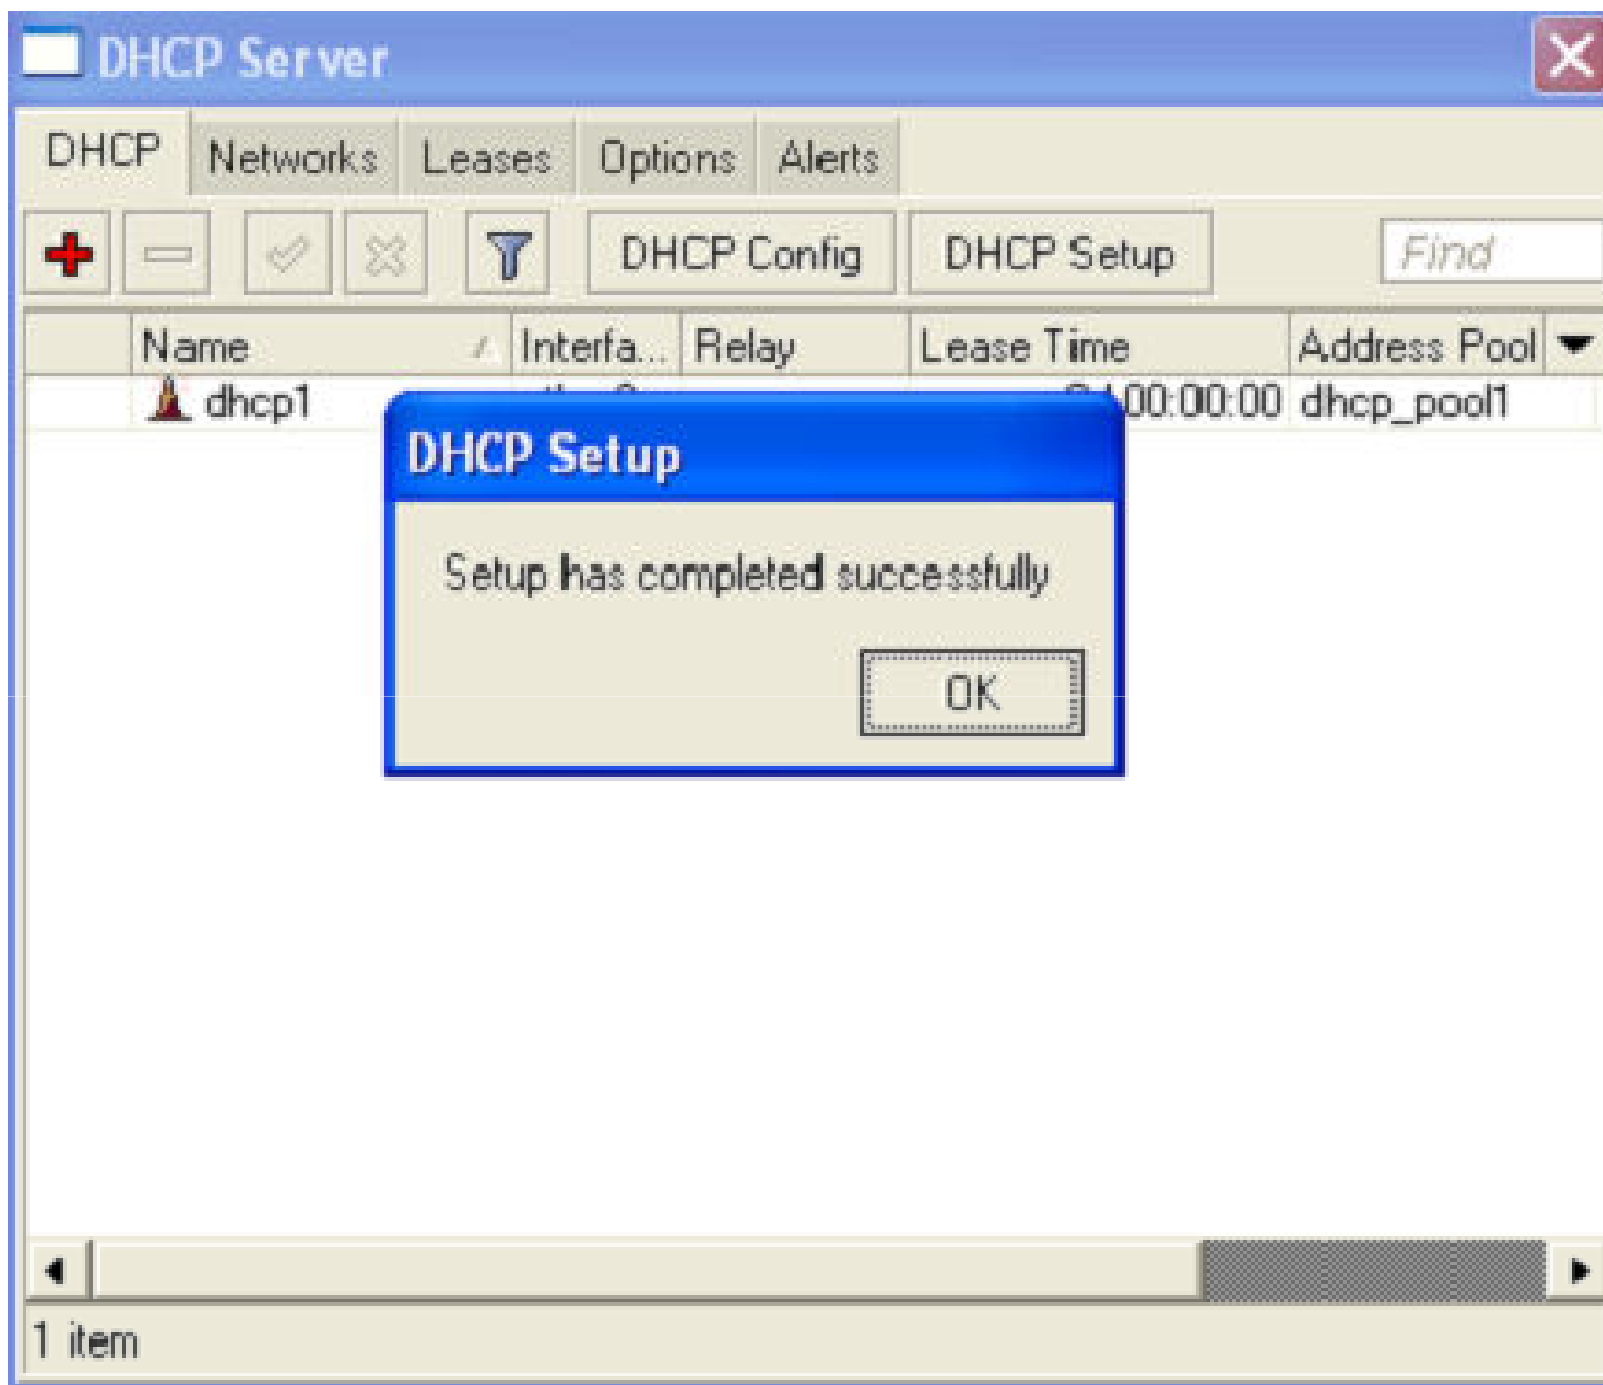 DHCP Server
DHCP Networks Leases Options Alerts
DHCP Config DHCP Setup Find
Name Interfa... Relay Lease Time Address Pool
dhcp1 00:00:00 dhcp_pool1
DHCP Setup
Setup has completed successfully
OK
1 item